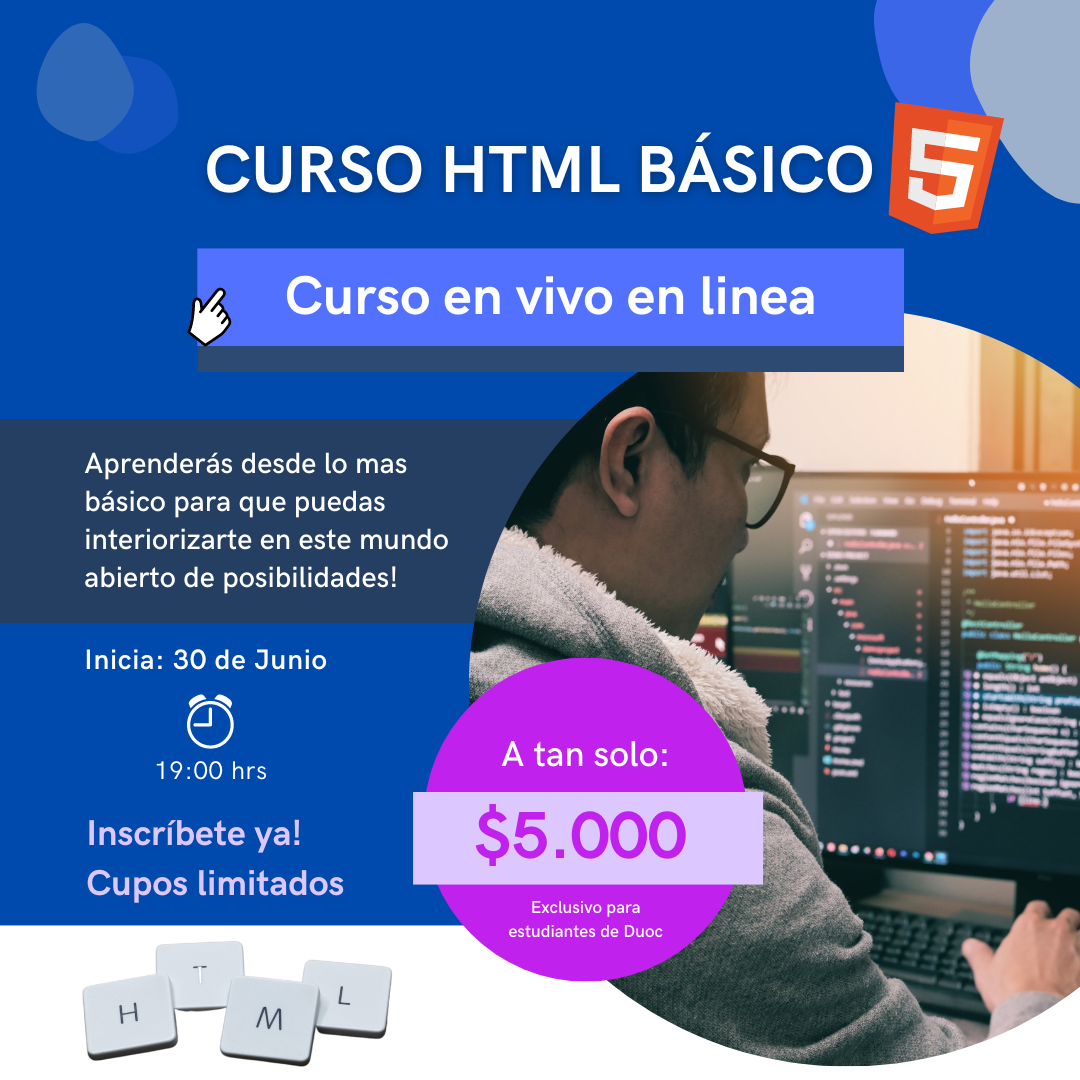 CURSO HTML BÁSICO
5
Curso en vivo en linea
Aprenderás desde lo mas
básico para que puedas
interiorizarte en este mundo
abierto de posibilidades!
Inicia: 30 de Junio
19:00 hrs
Inscríbete ya!
Cupos limitados
A tan solo:
$5.000
Exclusivo para
estudiantes de Duoc
H T M L